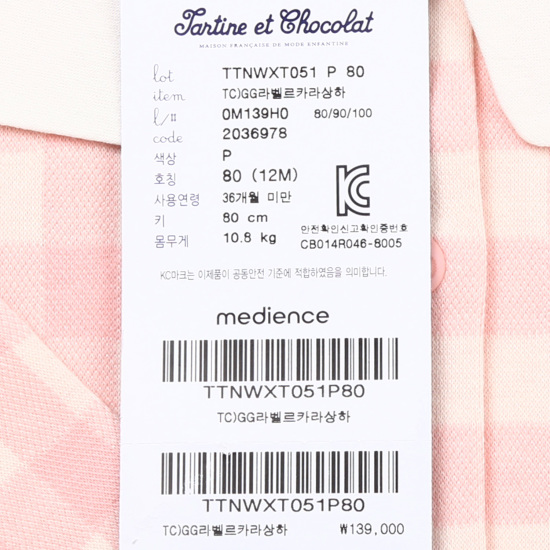 Tartine et Chocolat
MAISON FRANÇAISE DE MODE ENFANTINE
lot TTNWXT051 P 80
item TC)GG라벨르카라상하
l/# 0M139H0 80/90/100
code 2036978
색상 P
호칭 80 (12M)
사용연령 36개월 미만
키 80 cm
몸무게 10.8 kg
안전확인신고확인증번호
CB014R046-8005
KC마크는 이제품이 공동안전 기준에 적합하였음을 의미합니다.
medience
TTNWXT051P80
TC)GG라벨르카라상하
TTNWXT051P80
TC)GG라벨르카라상하 ₩139,000